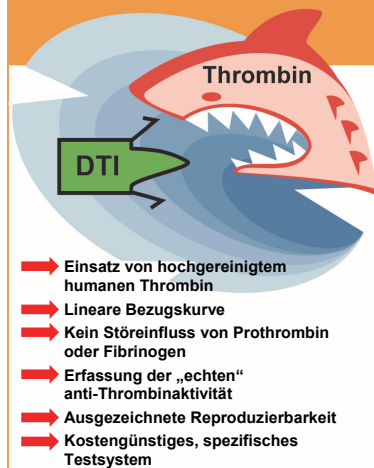 Thrombin
DTI
Einsatz von hochgereinigtem
humanen Thrombin
Lineare Bezugskurve
Kein Störeinfluss von Prothrombin
oder Fibrinogen
Erfassung der „echten“
anti-Thrombinaktivität
Ausgezeichnete Reproduzierbarkeit
Kostengünstiges, spezifisches
Testsystem